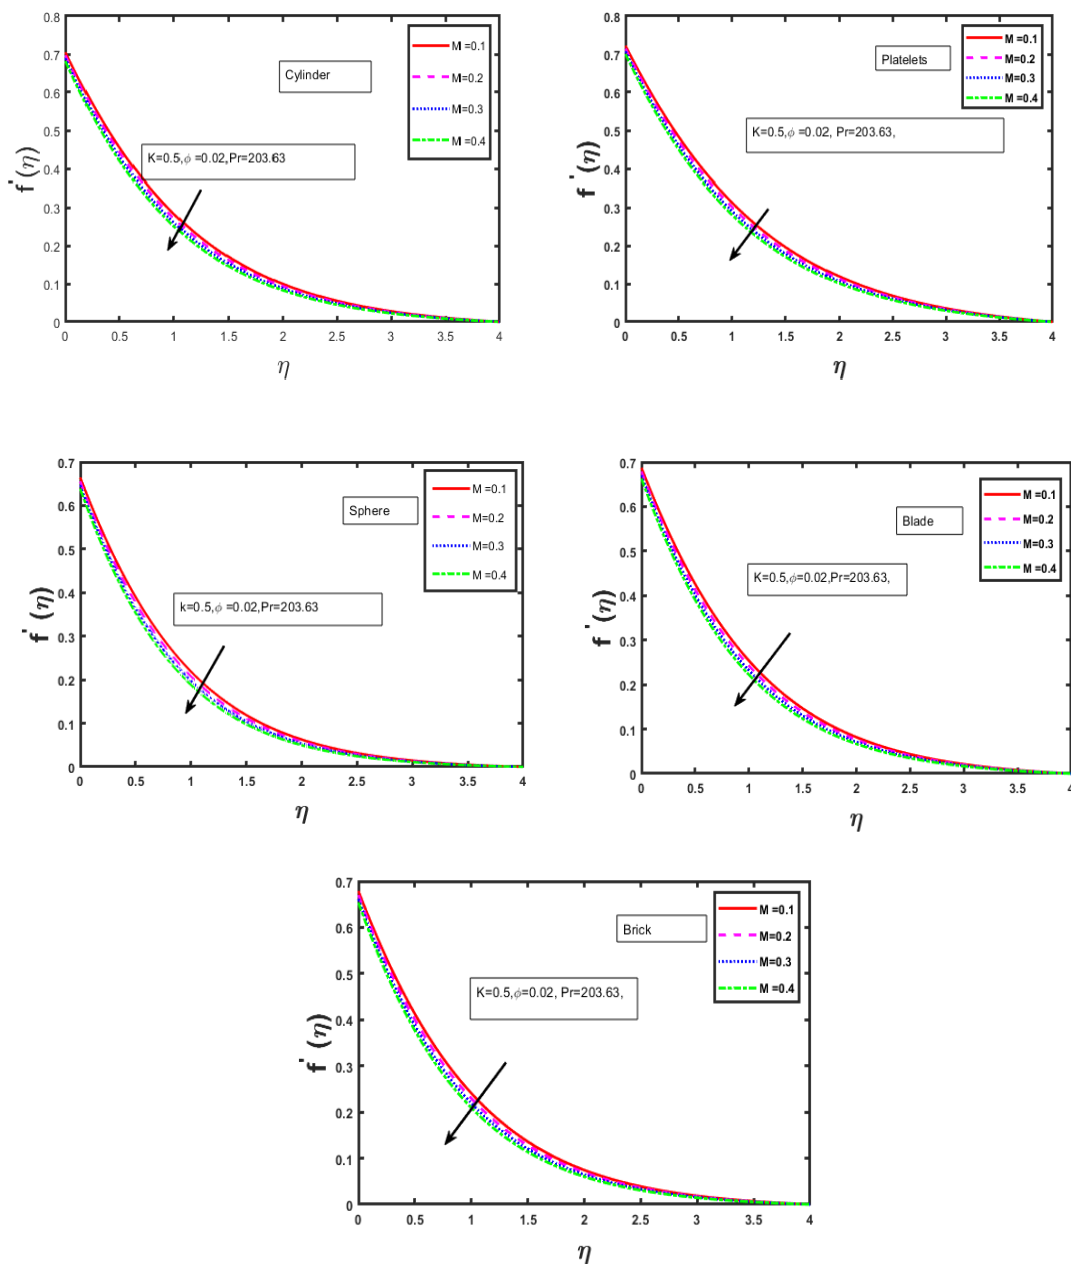 0.8
0.7
0.6
0.5
0.4
0.3
0.2
0.1
0
f'(η)
Cylinder
M =0.1
M=0.2
M=0.3
M=0.4
K=0.5,ϕ =0.02,Pr=203.63
0 0.5 1 1.5 2 2.5 3 3.5 4
η
0.8
0.7
0.6
0.5
0.4
0.3
0.2
0.1
0
f '(η)
Platelets
M =0.1
M=0.2
M=0.3
M=0.4
K=0.5,ϕ=0.02, Pr=203.63,
0 0.5 1 1.5 2 2.5 3 3.5 4
η
0.7
0.6
0.5
0.4
0.3
0.2
0.1
0
f' (η)
Sphere
M =0.1
M=0.2
M=0.3
M =0.4
k=0.5,ϕ =0.02,Pr=203.63
0 0.5 1 1.5 2 2.5 3 3.5 4
η
0.7
0.6
0.5
0.4
0.3
0.2
0.1
0
f' (η)
Blade
M =0.1
M=0.2
M=0.3
M =0.4
K=0.5,ϕ=0.02,Pr=203.63,
0 0.5 1 1.5 2 2.5 3 3.5 4
η
0.7
0.6
0.5
0.4
0.3
0.2
0.1
0
f' (η)
Brick
M =0.1
M=0.2
M=0.3
M =0.4
K=0.5,ϕ=0.02, Pr=203.63,
0 0.5 1 1.5 2 2.5 3 3.5 4
η